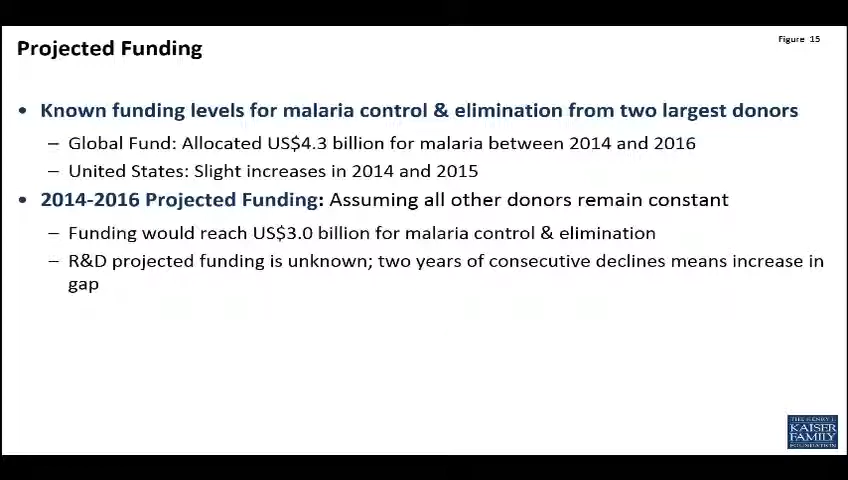 Figure 15
Projected Funding
• Known funding levels for malaria control & elimination from two largest donors
– Global Fund: Allocated US$4.3 billion for malaria between 2014 and 2016
– United States: Slight increases in 2014 and 2015
• 2014-2016 Projected Funding: Assuming all other donors remain constant
– Funding would reach US$3.0 billion for malaria control & elimination
– R&D projected funding is unknown; two years of consecutive declines means increase in
gap
THE HENRY J.
KAISER
FAMILY
FOUNDATION